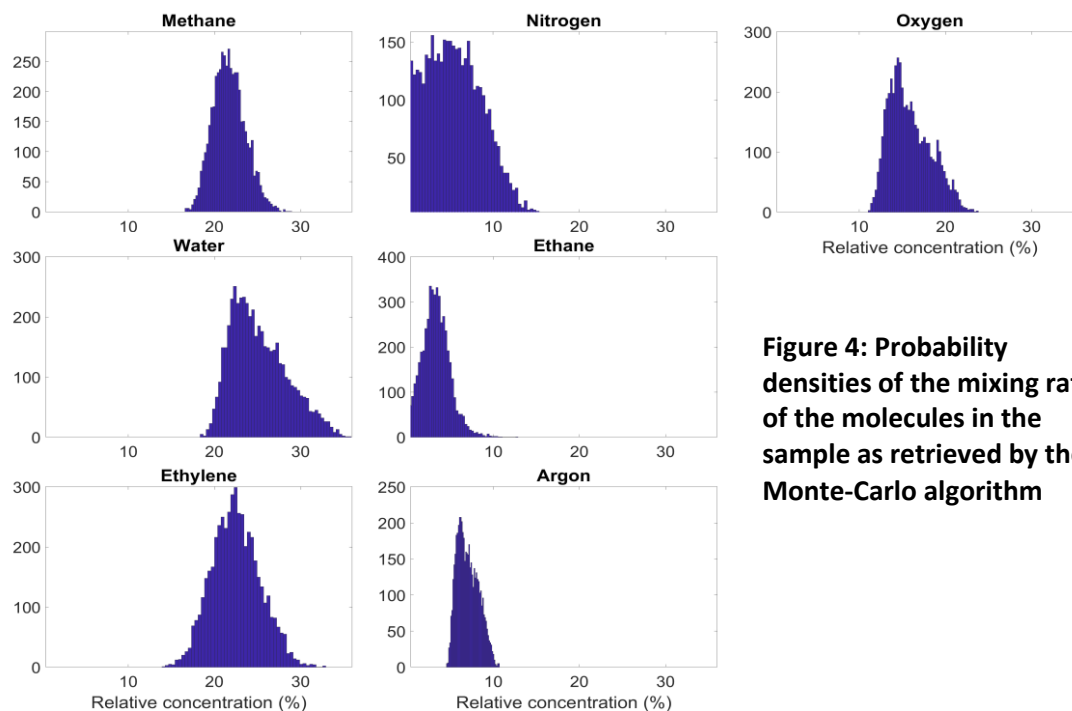 Methane
250
200
150
100
50
0
10 20 30
Nitrogen
150
100
50
10 20 30
Oxygen
300
200
100
0
10 20 30
Relative concentration (%)
Water
300
200
100
0
10 20 30
Ethane
400
300
200
100
0
10 20 30
Ethylene
300
200
100
0
10 20 30
Relative concentration (%)
Argon
250
200
150
100
50
0
10 20 30
Relative concentration (%)
Figure 4: Probability
densities of the mixing
of the molecules in the
sample as retrieved by
Monte-Carlo algorithm